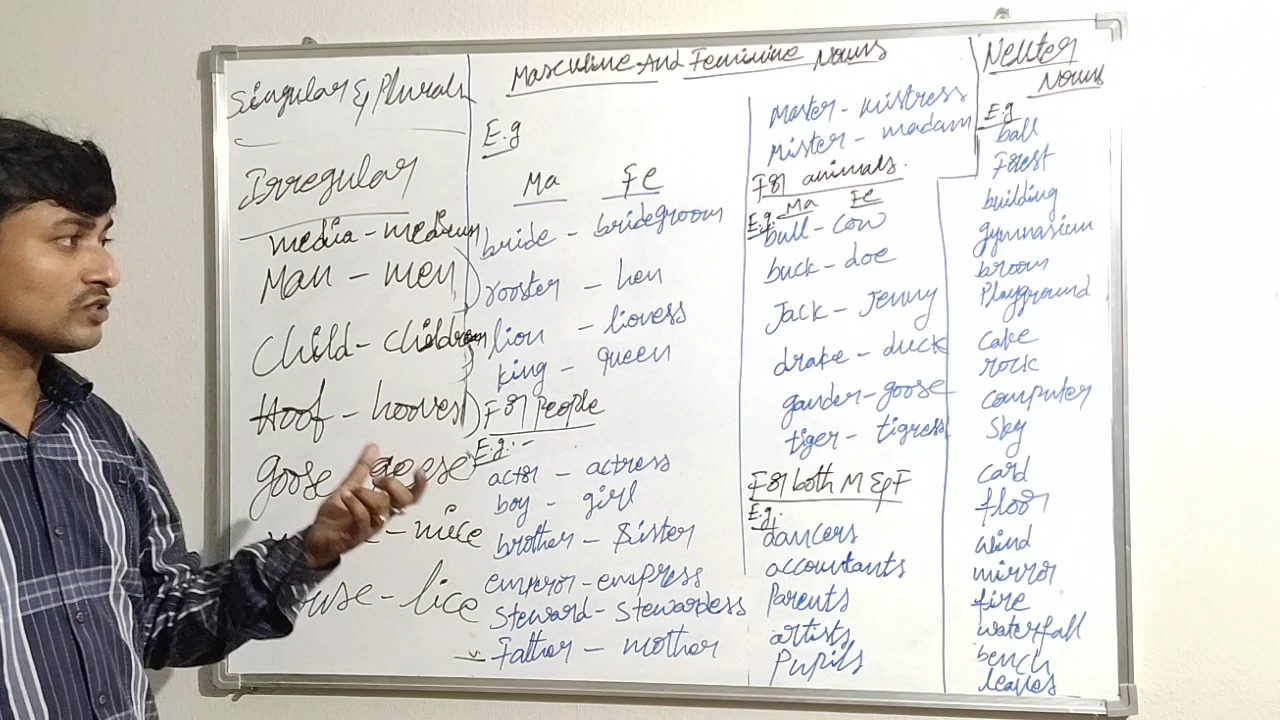 Singular & Plurals
Irregular
media - medium
Man - men
Child - children
Hoof - hooves
goose - geese
- mice
- lice
Masculine And Feminine Nouns
E.g
Ma Fe
bride - bridegroom
rooster - hen
lion - lioness
king - queen
For People
E.g:-
actor - actress
boy - girl
brother - Sister
emperor - empress
Steward - Stewardess
Father - mother
Master - mistress
Mister - madam
For animals.
E.g. Ma Fe
bull - cow
buck - doe
Jack - Jenny
drake - duck
gander - goose
tiger - tigress
For both M & F
E.g.
dancers
accountants
Parents
artists
Pupils
Neuter
Nouns
E.g
ball
Forest
building
gymnasium
broom
Playground
cake
rock
computer
Sky
card
floor
wind
mirror
fire
waterfall
bench
leaves